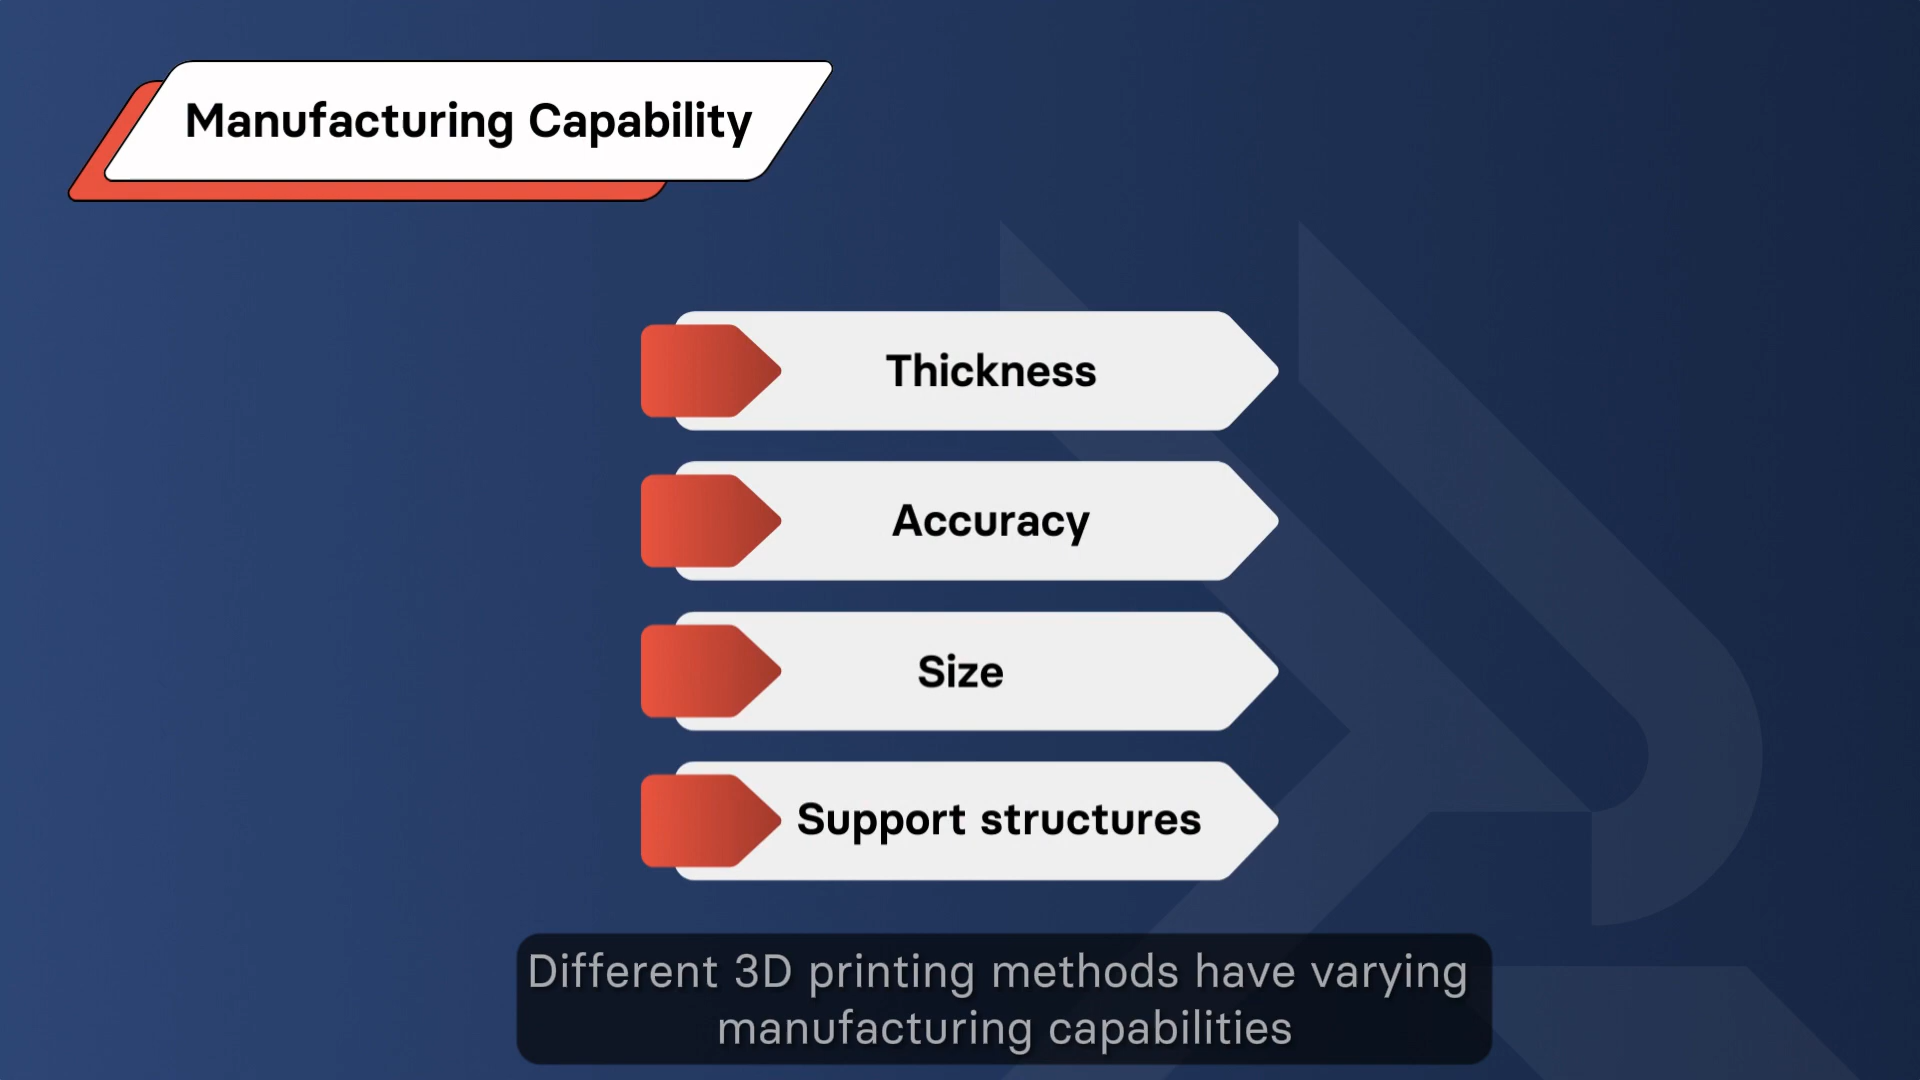 Manufacturing Capability
Thickness
Accuracy
Size
Support structures
Different 3D printing methods have varying
manufacturing capabilities